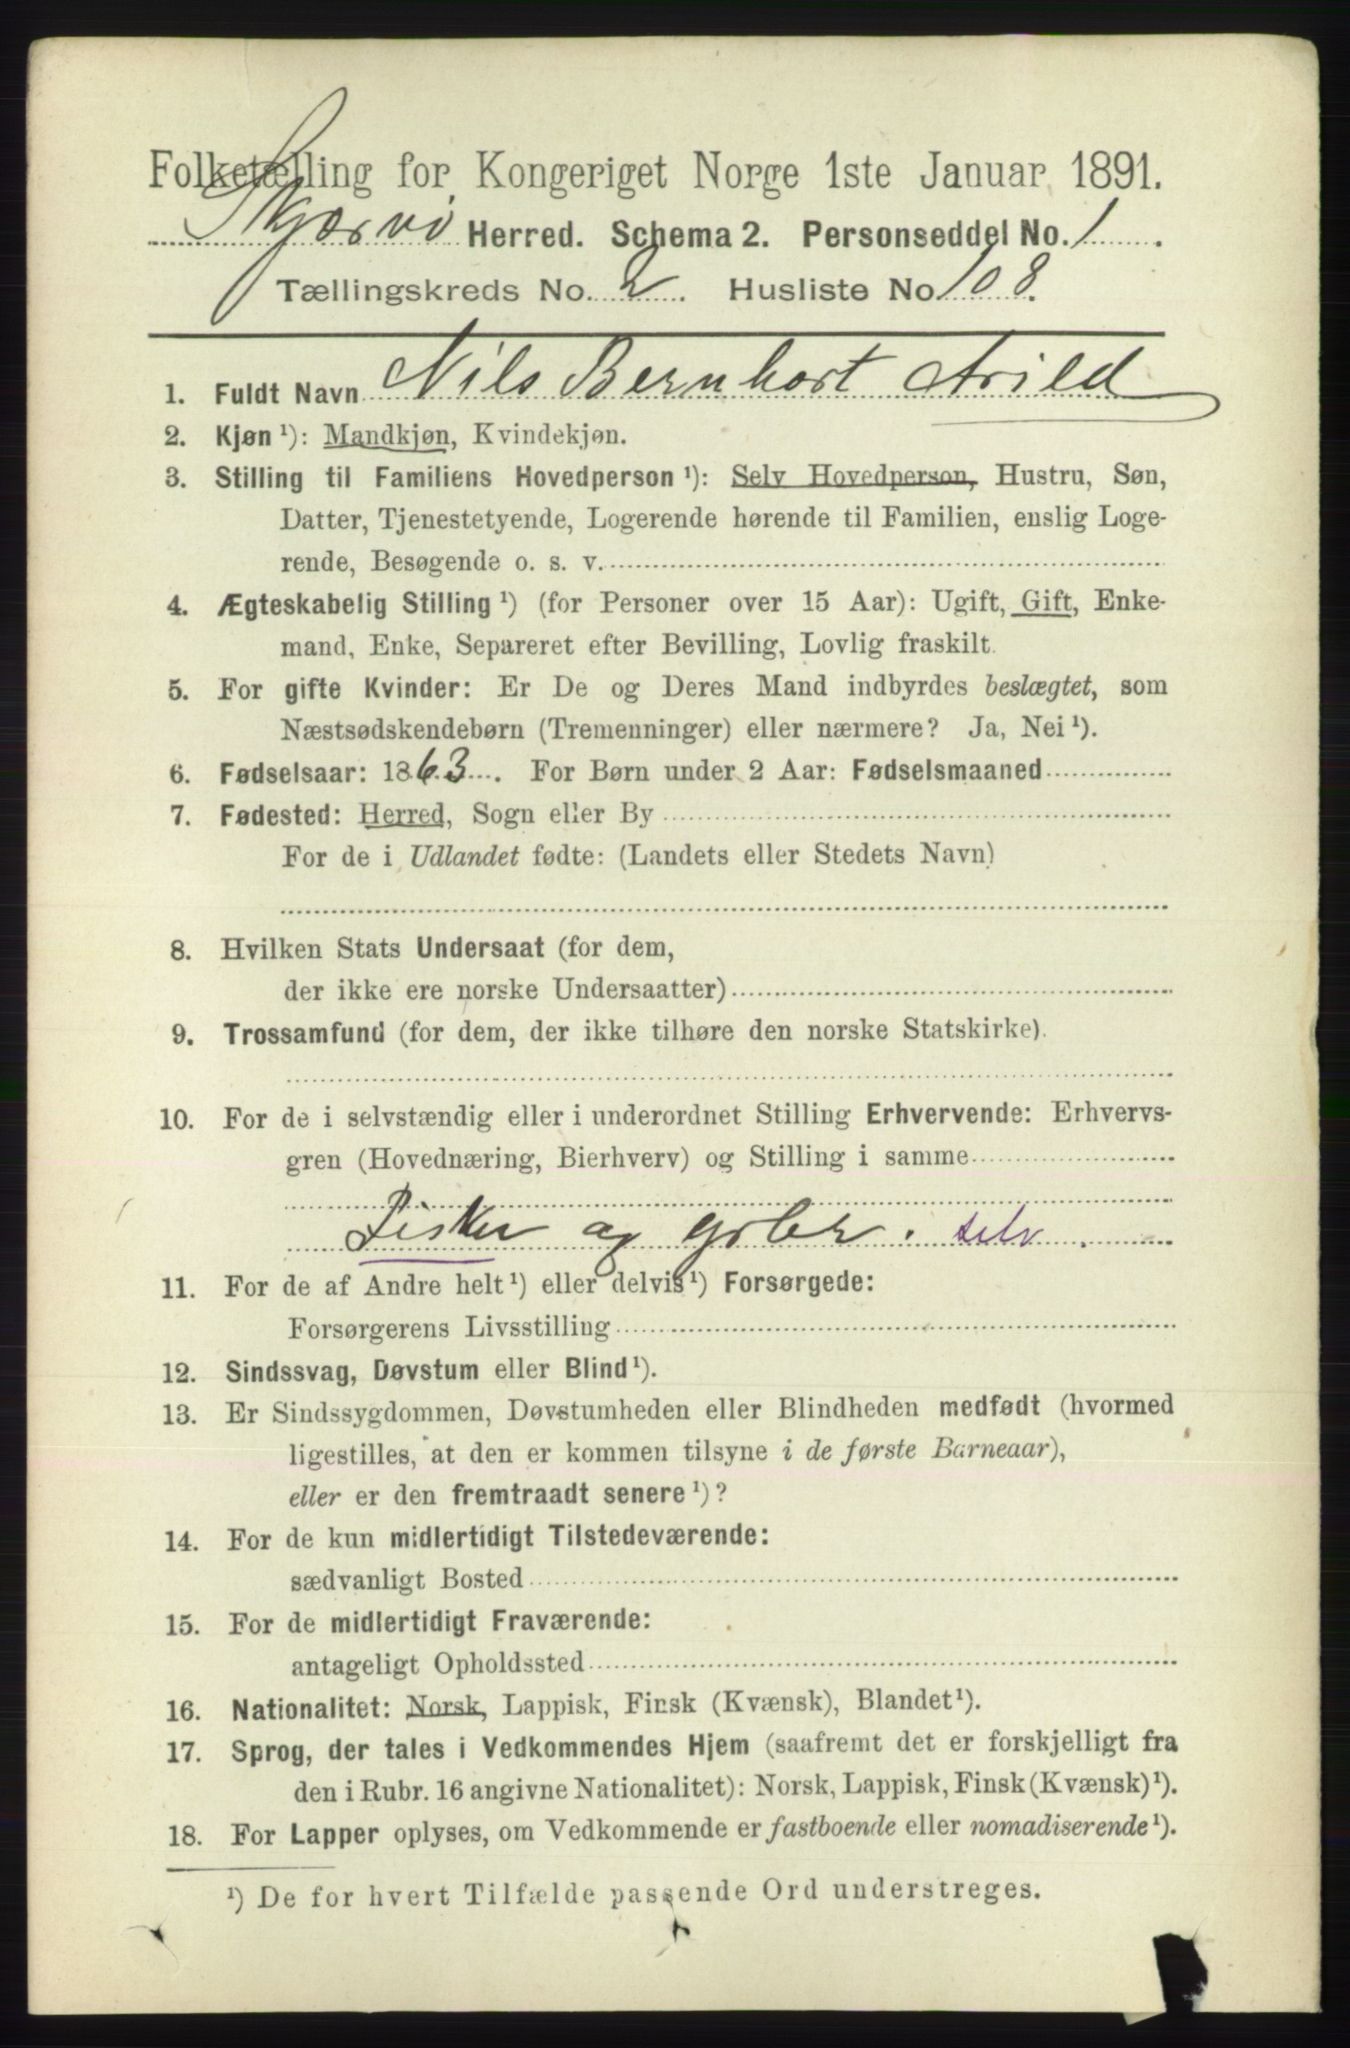 Folketælling for Kongeriget Norge 1ste Januar 1891.
Skjærvø Herred. Schema 2. Personseddel No. 1.
Tællingskreds No. 2. Husliste No 108.
1. Fuldt Navn Nils Bernhart Arild
2. Kjøn ¹): Mandkjøn, Kvindekjøn.
3. Stilling til Familiens Hovedperson ¹): Selv Hovedperson, Hustru, Søn,
Datter, Tjenestetyende, Logerende hørende til Familien, enslig Loge-
rende, Besøgende o. s. v.
4. Ægteskabelig Stilling ¹) (for Personer over 15 Aar): Ugift, Gift, Enke-
mand, Enke, Separeret efter Bevilling, Lovlig fraskilt.
5. For gifte Kvinder: Er De og Deres Mand indbyrdes beslægtet, som
Næstsødskendebørn (Tremenninger) eller nærmere? Ja, Nei ¹).
6. Fødselsaar: 1863. For Børn under 2 Aar: Fødselsmaaned
7. Fødested: Herred, Sogn eller By
For de i Udlandet fødte: (Landets eller Stedets Navn)
8. Hvilken Stats Undersaat (for dem,
der ikke ere norske Undersaatter)
9. Trossamfund (for dem, der ikke tilhøre den norske Statskirke).
10. For de i selvstændig eller i underordnet Stilling Erhvervende: Erhvervs-
gren (Hovednæring, Bierhverv) og Stilling i samme
Fisker og gbr. selv.
11. For de af Andre helt ¹) eller delvis ¹) Forsørgede:
Forsørgerens Livsstilling
12. Sindssvag, Døvstum eller Blind ¹).
13. Er Sindssygdommen, Døvstumheden eller Blindheden medfødt (hvormed
ligestilles, at den er kommen tilsyne i de første Barneaar),
eller er den fremtraadt senere ¹)?
14. For de kun midlertidigt Tilstedeværende:
sædvanligt Bosted
15. For de midlertidigt Fraværende:
antageligt Opholdssted
16. Nationalitet: Norsk, Lappisk, Finsk (Kvænsk), Blandet ¹).
17. Sprog, der tales i Vedkommendes Hjem (saafremt det er forskjelligt fra
den i Rubr. 16 angivne Nationalitet): Norsk, Lappisk, Finsk (Kvænsk) ¹).
18. For Lapper oplyses, om Vedkommende er fastboende eller nomadiserende ¹).
¹) De for hvert Tilfælde passende Ord understreges.